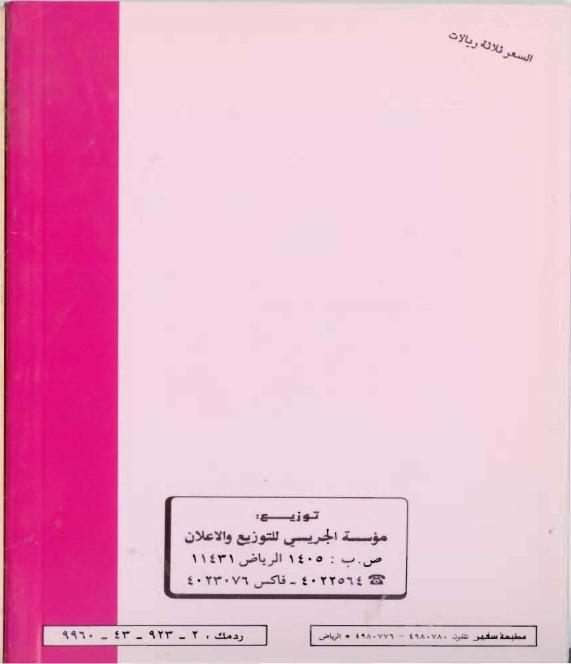 السعر ثلاثة ريالات
توزيــــع:
مؤسسة الجريسي للتوزيع والاعلان
ص.ب : ١٤٠٥ الرياض ١١٤٣١
☎ ٤٠٢٢٥٦٤ ـ فاكس ٤٠٢٣٠٧٦
مطبعة سفير تلفون ٤٩٨٠٧٨٠ - ٤٩٨٠٧٧٦ * الرياض
ردمك ، ٢ ـ ٩٢٣ ـ ٤٣ ـ ٩٩٦٠